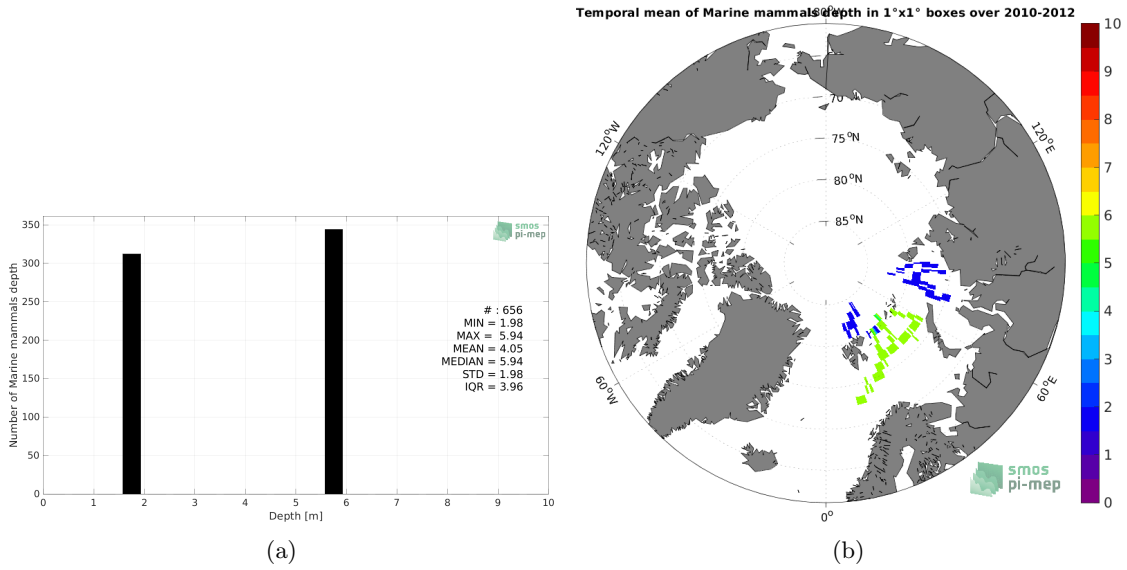 Temporal mean of Marine mammals depth in 1°x1° boxes over 2010-2012
180°W
120°W
60°W
0°
60°E
120°E
70
75°N
80°N
85°N
10
9
8
7
6
5
4
3
2
1
0
smos
pi-mep
Number of Marine mammals depth
350
300
250
200
150
100
50
0
smos
pi-mep
# : 656
MIN = 1.98
MAX = 5.94
MEAN = 4.05
MEDIAN = 5.94
STD = 1.98
IQR = 3.96
0 1 2 3 4 5 6 7 8 9 10
Depth [m]
(a)
(b)